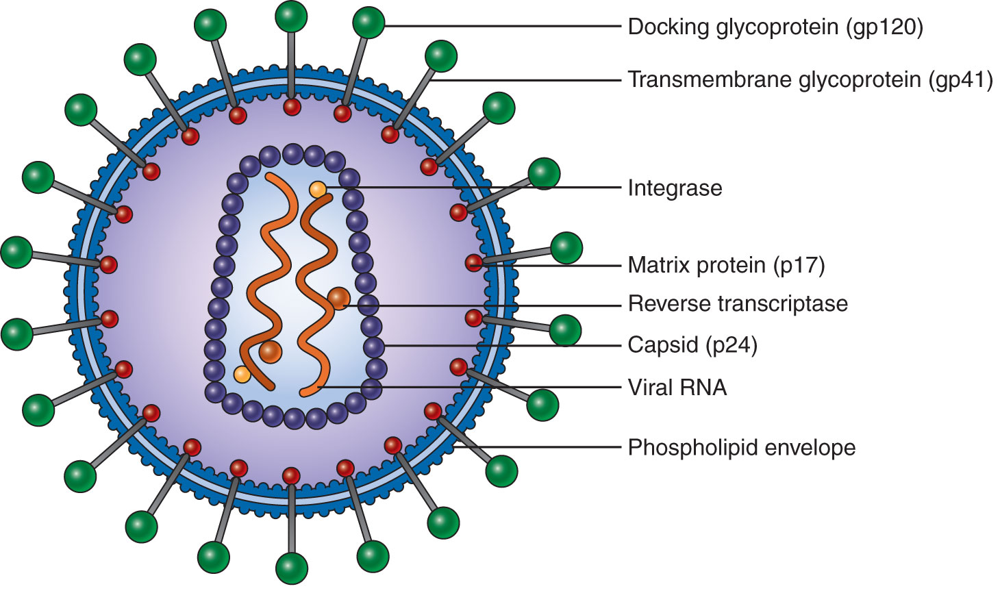 Docking glycoprotein (gp120)
Transmembrane glycoprotein (gp41)
Integrase
Matrix protein (p17)
Reverse transcriptase
Capsid (p24)
Viral RNA
Phospholipid envelope